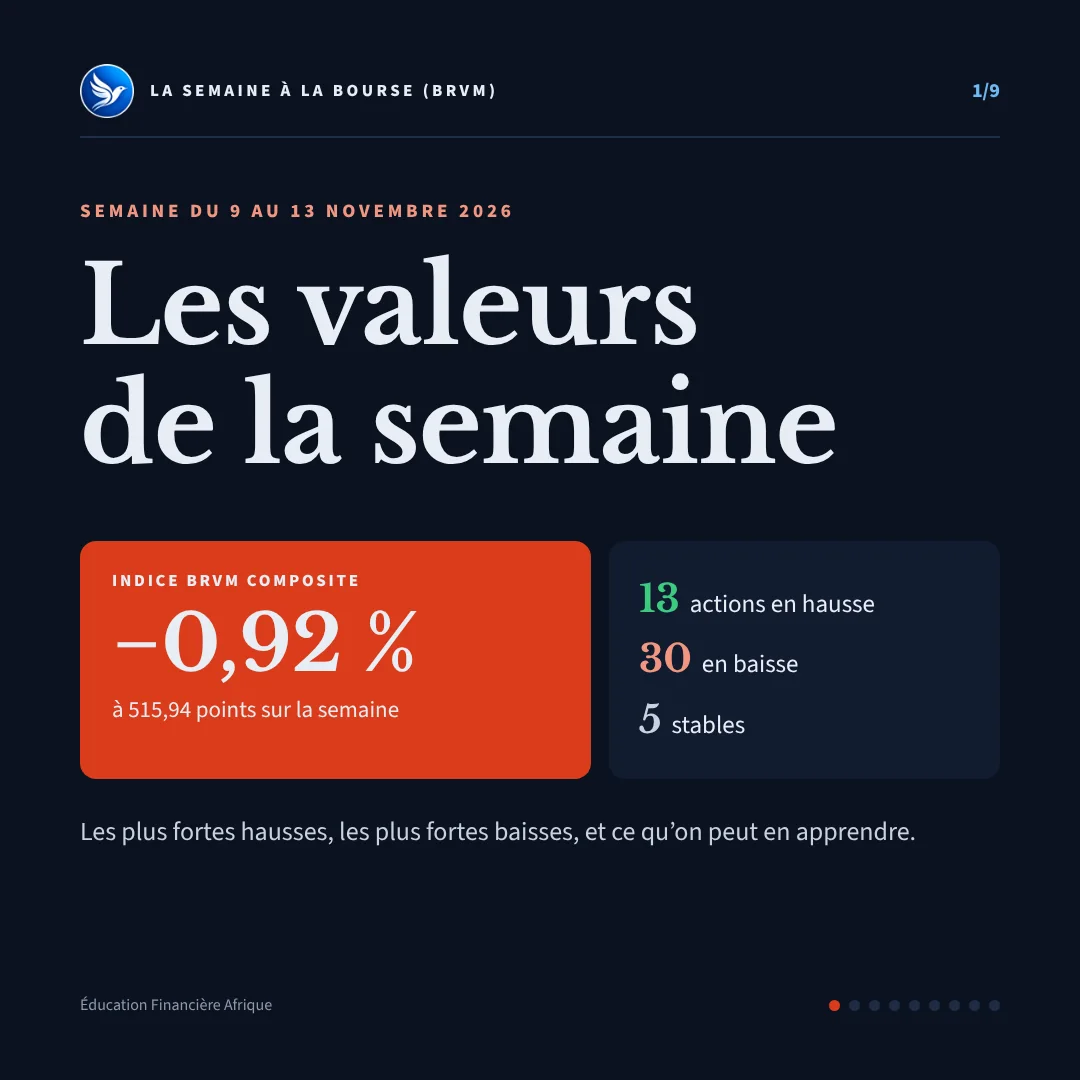 LA SEMAINE À LA BOURSE (BRVM)
1/9
SEMAINE DU 9 AU 13 NOVEMBRE 2026
Les valeurs
de la semaine
INDICE BRVM COMPOSITE
−0,92 %
à 515,94 points sur la semaine
13 actions en hausse
30 en baisse
5 stables
Les plus fortes hausses, les plus fortes baisses, et ce qu’on peut en apprendre.
Éducation Financière Afrique